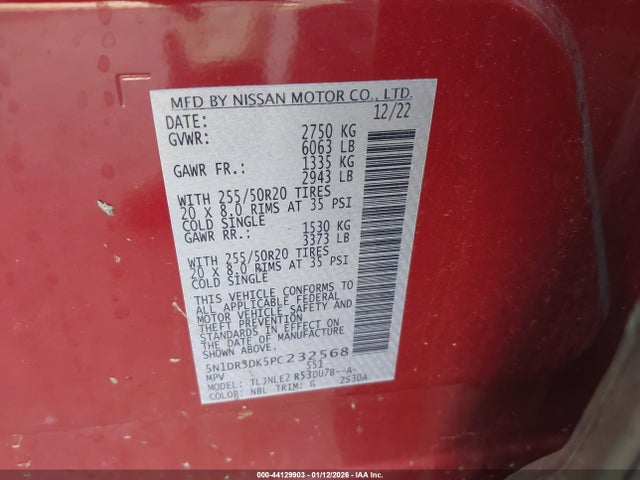 MFD BY NISSAN MOTOR CO., LTD.
DATE: 12/22
GVWR: 2750 KG
6063 LB
GAWR FR.: 1335 KG
2943 LB
WITH 255/50R20 TIRES
20 X 8.0 RIMS AT 35 PSI
COLD SINGLE
GAWR RR.: 1530 KG
3373 LB
WITH 255/50R20 TIRES
20 X 8.0 RIMS AT 35 PSI
COLD SINGLE
THIS VEHICLE CONFORMS TO
ALL APPLICABLE FEDERAL
MOTOR VEHICLE SAFETY AND
THEFT PREVENTION
STANDARDS IN EFFECT ON
THE DATE OF MANUFACTURE
5N1DR3DK5PC232568
MPV 551
TLJNLE2 R53DU78--A-
COLOR: NBL TRIM: G ZS30A
000-44129903 - 01/12/2026 - IAA Inc.